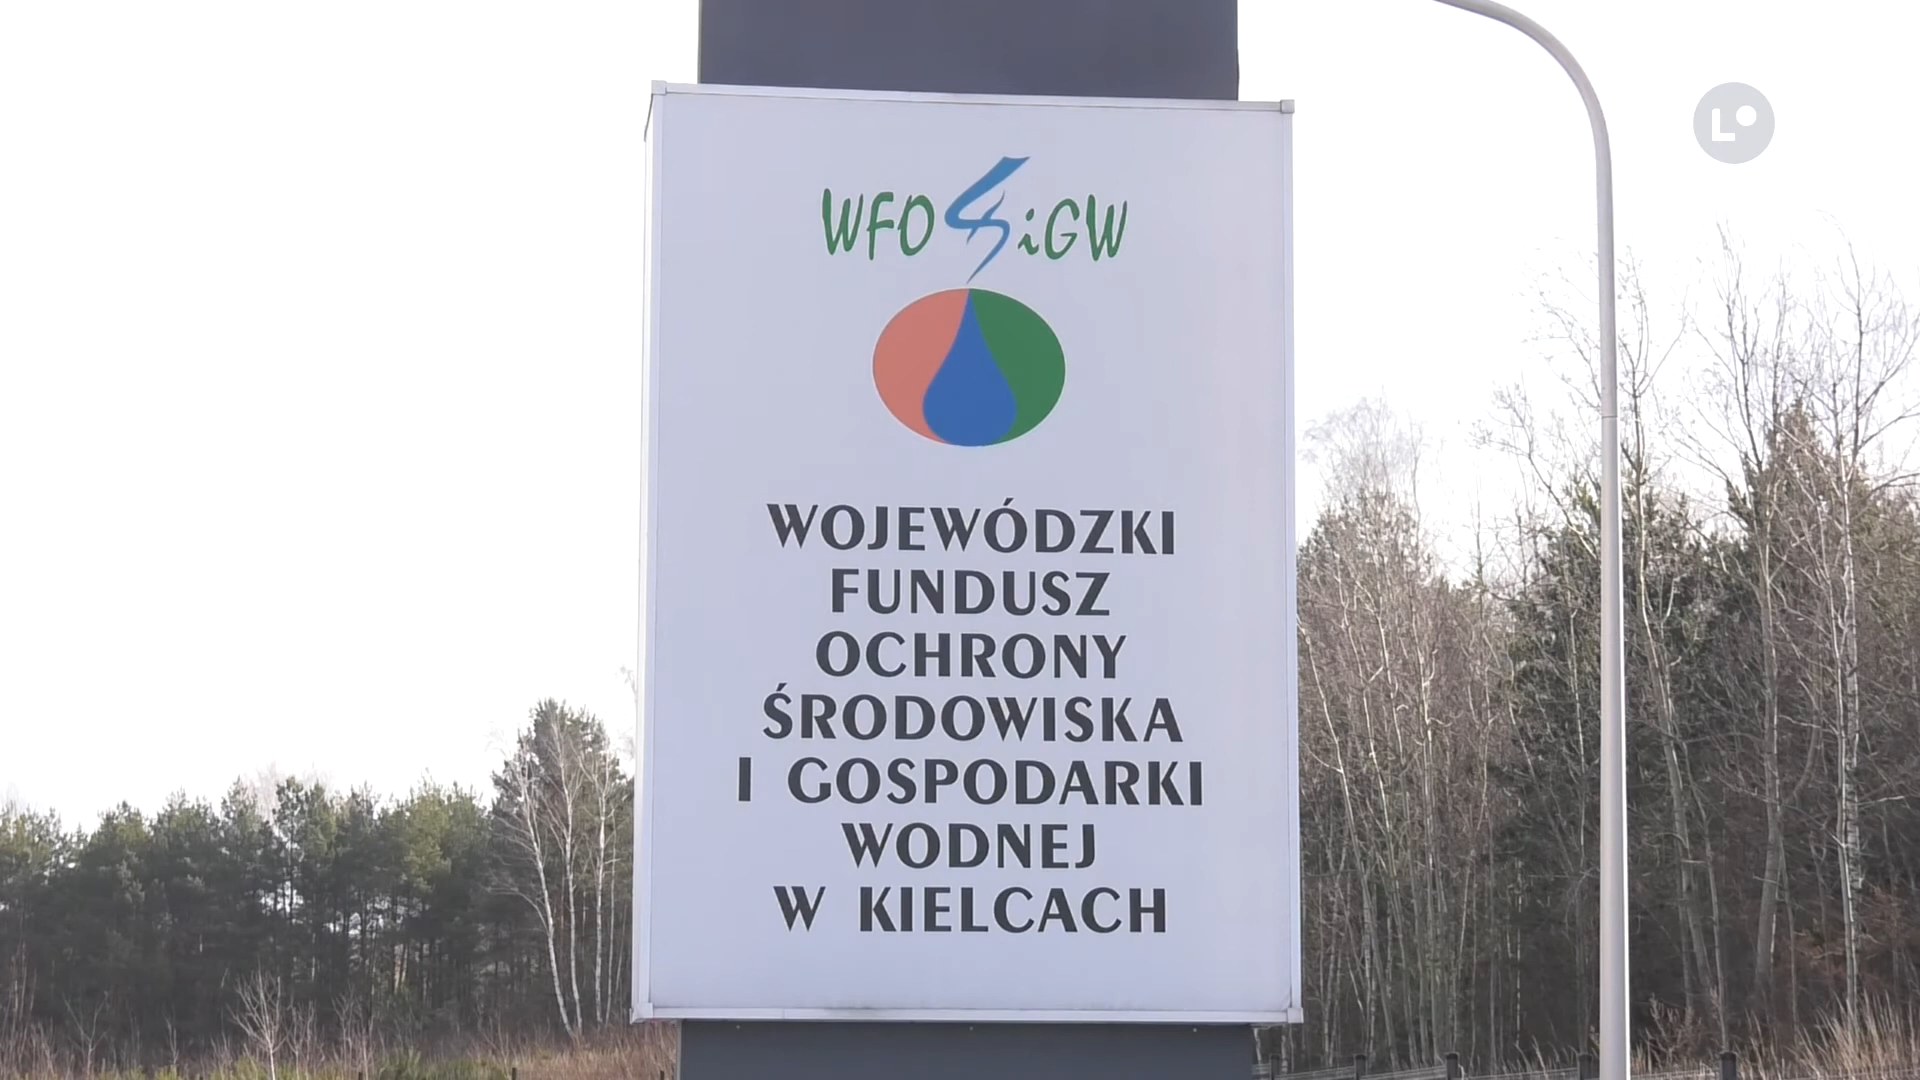 WFOŚiGW
WOJEWÓDZKI
FUNDUSZ
OCHRONY
ŚRODOWISKA
I GOSPODARKI
WODNEJ
W KIELCACH